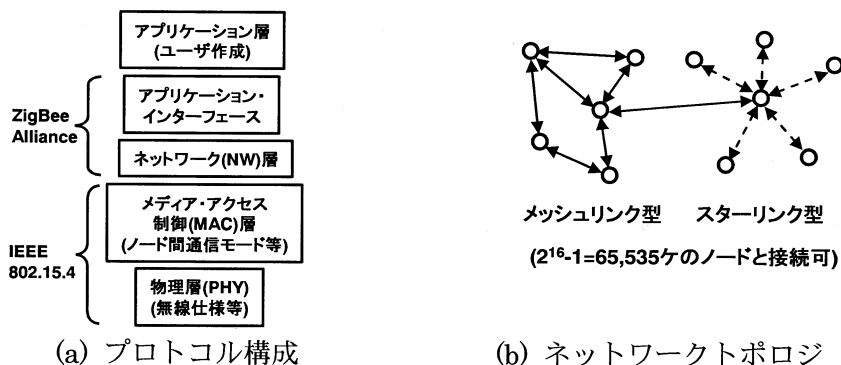 アプリケーション層
(ユーザ作成)
ZigBee
Alliance
アプリケーション・
インターフェース
ネットワーク(NW)層
IEEE
802.15.4
メディア・アクセス
制御(MAC)層
(ノード間通信モード等)
物理層(PHY)
(無線仕様等)
(a) プロトコル構成
メッシュリンク型
スターリンク型
(2¹⁶-1=65,535ケのノードと接続可)
(b) ネットワークトポロジ